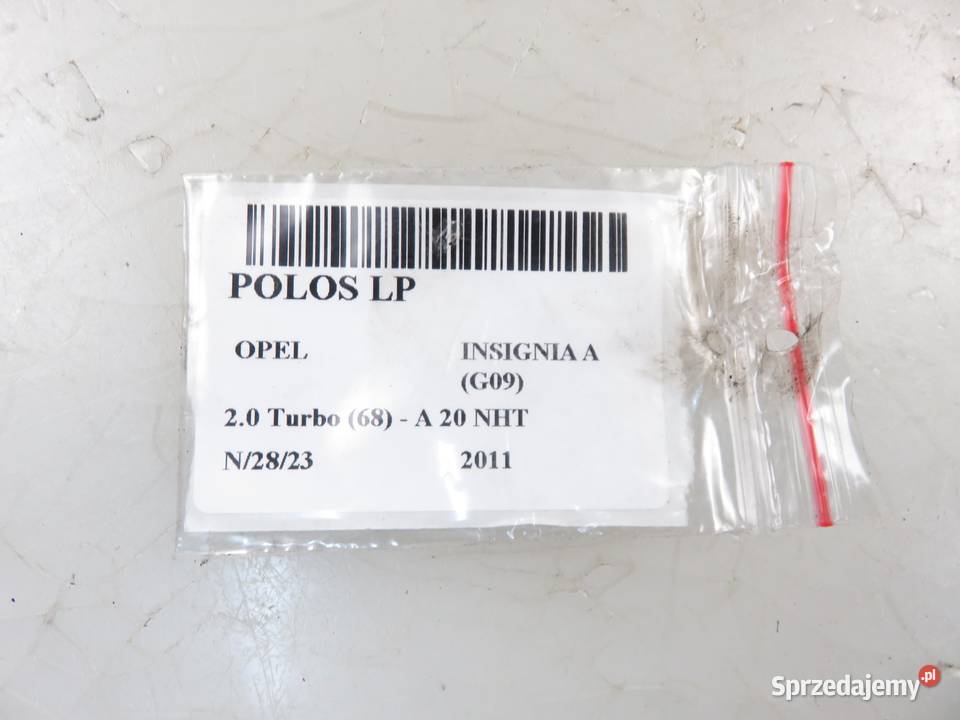 POLOS LP
OPEL INSIGNIA A
(G09)
2.0 Turbo (68) - A 20 NHT
N/28/23 2011
Sprzedajemy.pl